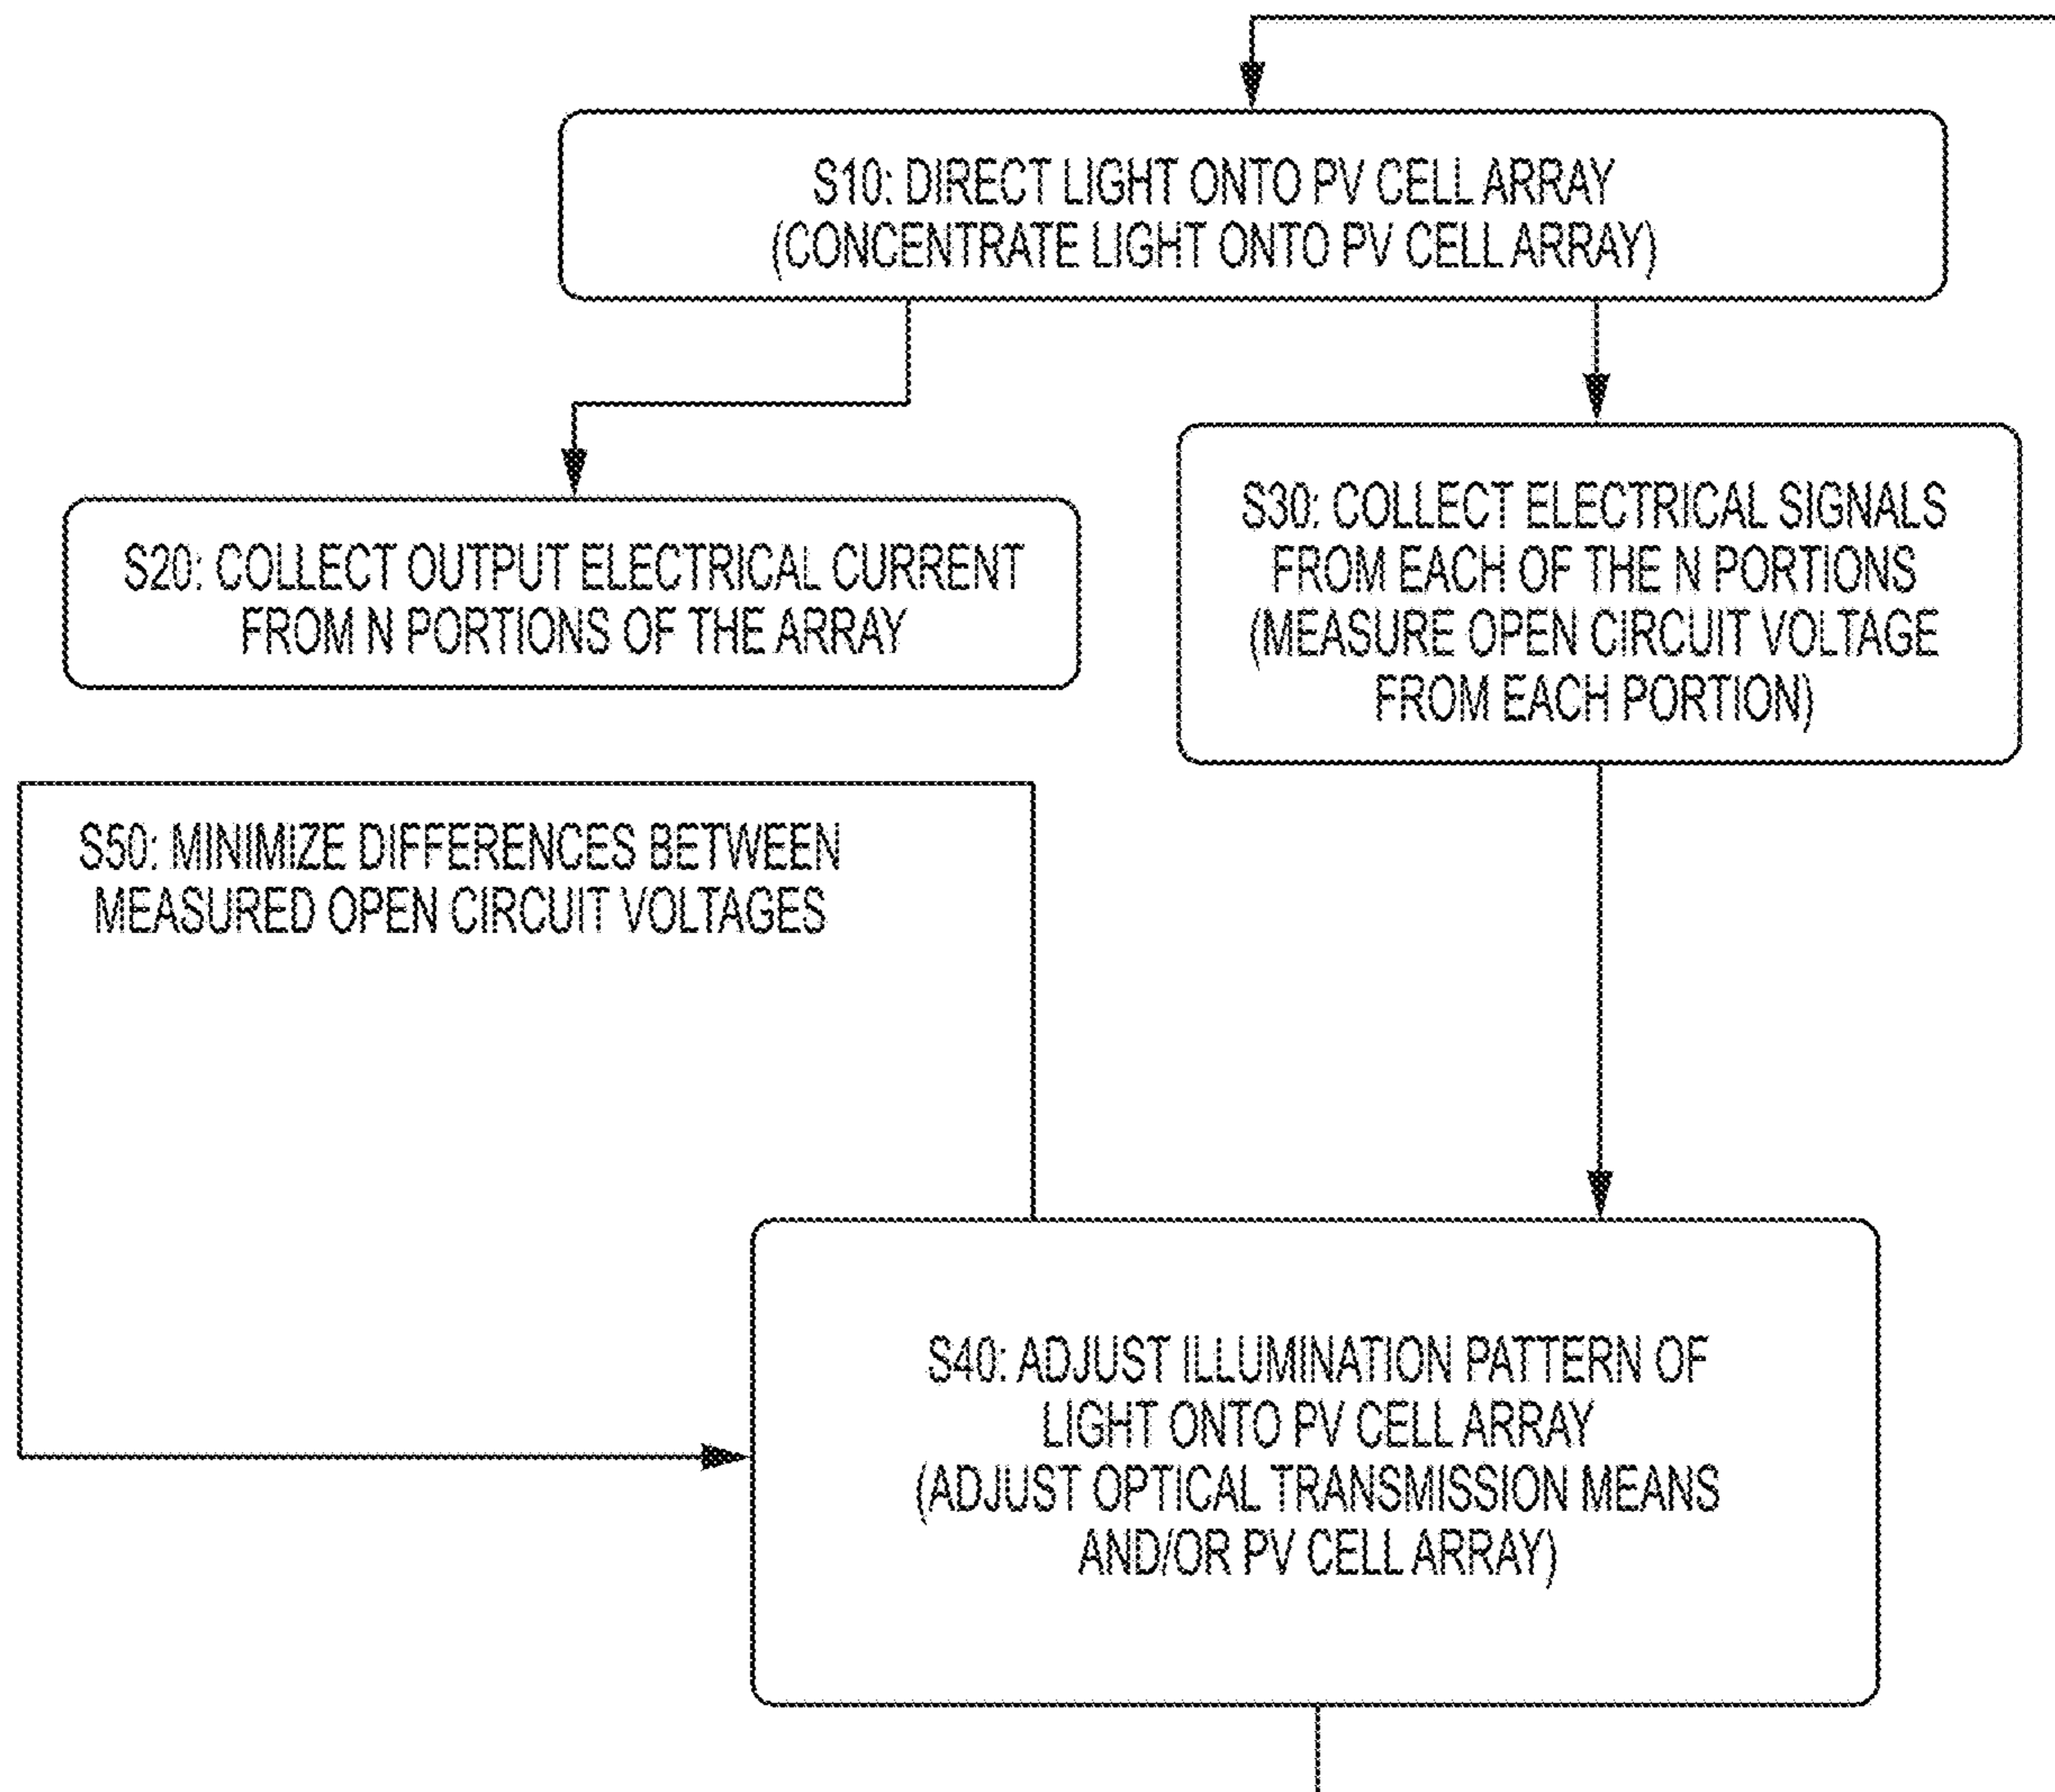 S10: DIRECT LIGHT ONTO PV CELL ARRAY
(CONCENTRATE LIGHT ONTO PV CELL ARRAY)
S20: COLLECT OUTPUT ELECTRICAL CURRENT
FROM N PORTIONS OF THE ARRAY
S30: COLLECT ELECTRICAL SIGNALS
FROM EACH OF THE N PORTIONS
(MEASURE OPEN CIRCUIT VOLTAGE
FROM EACH PORTION)
S50: MINIMIZE DIFFERENCES BETWEEN
MEASURED OPEN CIRCUIT VOLTAGES
S40: ADJUST ILLUMINATION PATTERN OF
LIGHT ONTO PV CELL ARRAY
(ADJUST OPTICAL TRANSMISSION MEANS
AND/OR PV CELL ARRAY)